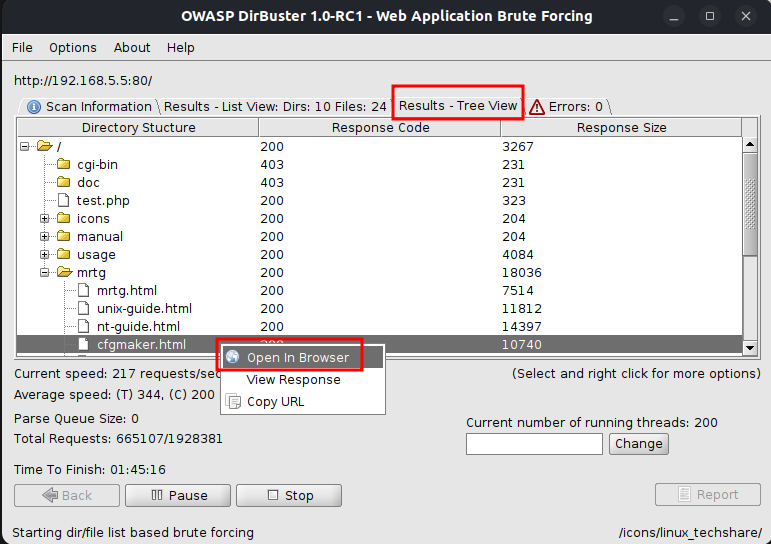 OWASP DirBuster 1.0-RC1 - Web Application Brute Forcing
File Options About Help
http://192.168.5.5:80/
Scan Information Results - List View: Dirs: 10 Files: 24 Results - Tree View Errors: 0
Directory Stucture Response Code Response Size
/ 200 3267
cgi-bin 403 231
doc 403 231
test.php 200 323
icons 200 204
manual 200 204
usage 200 4084
mrtg 200 18036
mrtg.html 200 7514
unix-guide.html 200 11812
nt-guide.html 200 14397
cfgmaker.html 200 10740
Open In Browser
View Response
Copy URL
Current speed: 217 requests/sec (Select and right click for more options)
Average speed: (T) 344, (C) 200
Parse Queue Size: 0
Current number of running threads: 200
Total Requests: 665107/1928381
Change
Time To Finish: 01:45:16
Back Pause Stop Report
Starting dir/file list based brute forcing /icons/linux_techshare/